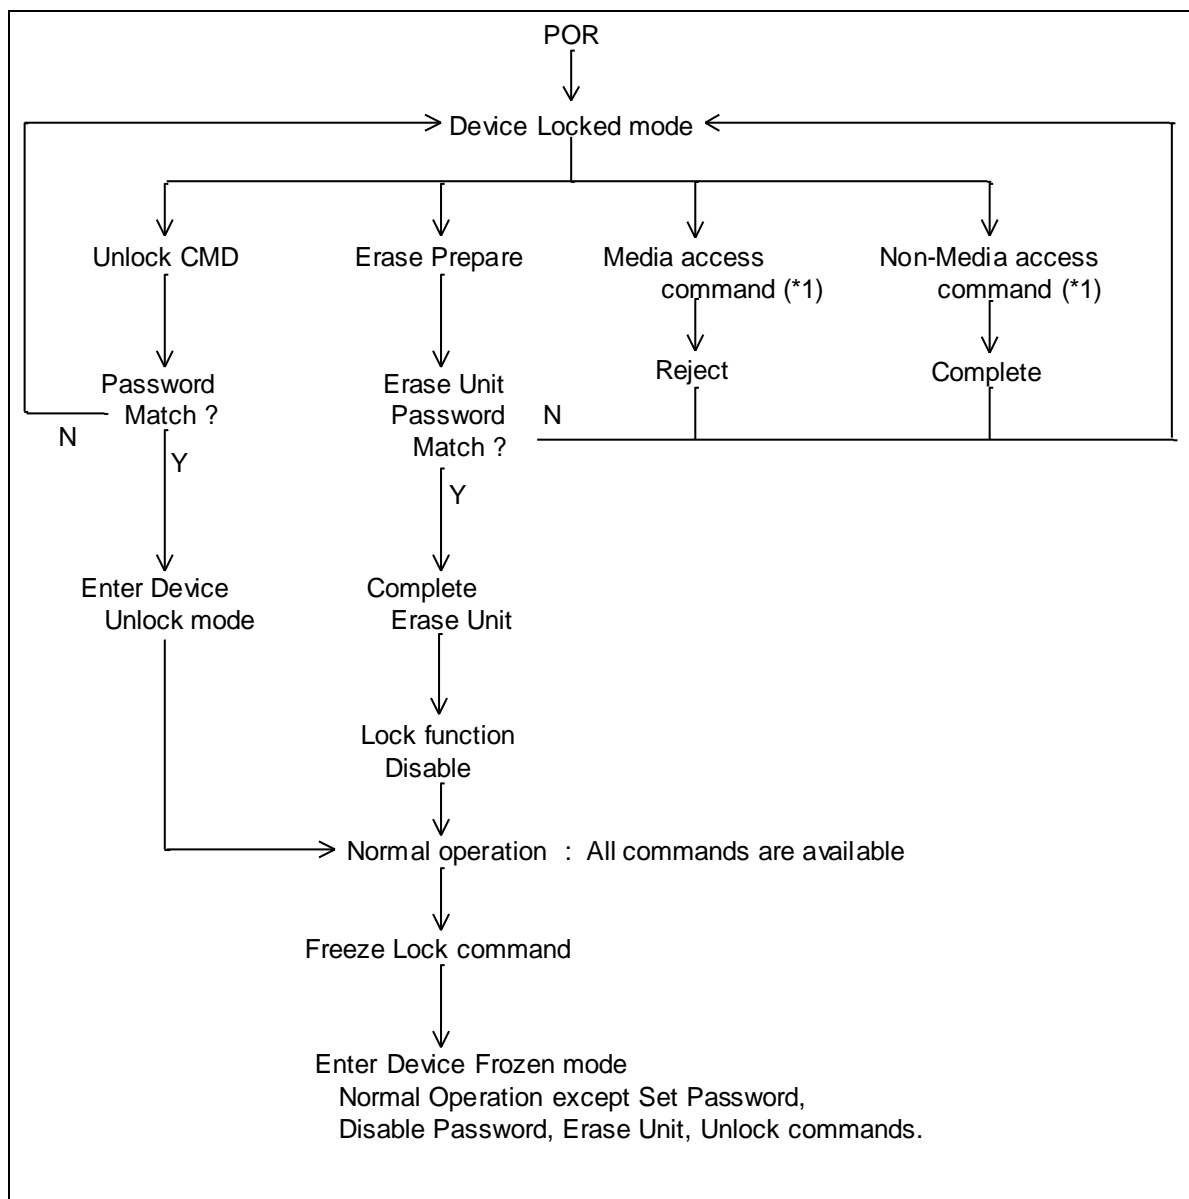 POR
Device Locked mode
Unlock CMD
Erase Prepare
Media access
command (*1)
Non-Media access
command (*1)
Password
Match ?
N
Y
Erase Unit
Password
Match ?
N
Y
Reject
Complete
Enter Device
Unlock mode
Complete
Erase Unit
Lock function
Disable
Normal operation : All commands are available
Freeze Lock command
Enter Device Frozen mode
Normal Operation except Set Password,
Disable Password, Erase Unit, Unlock commands.